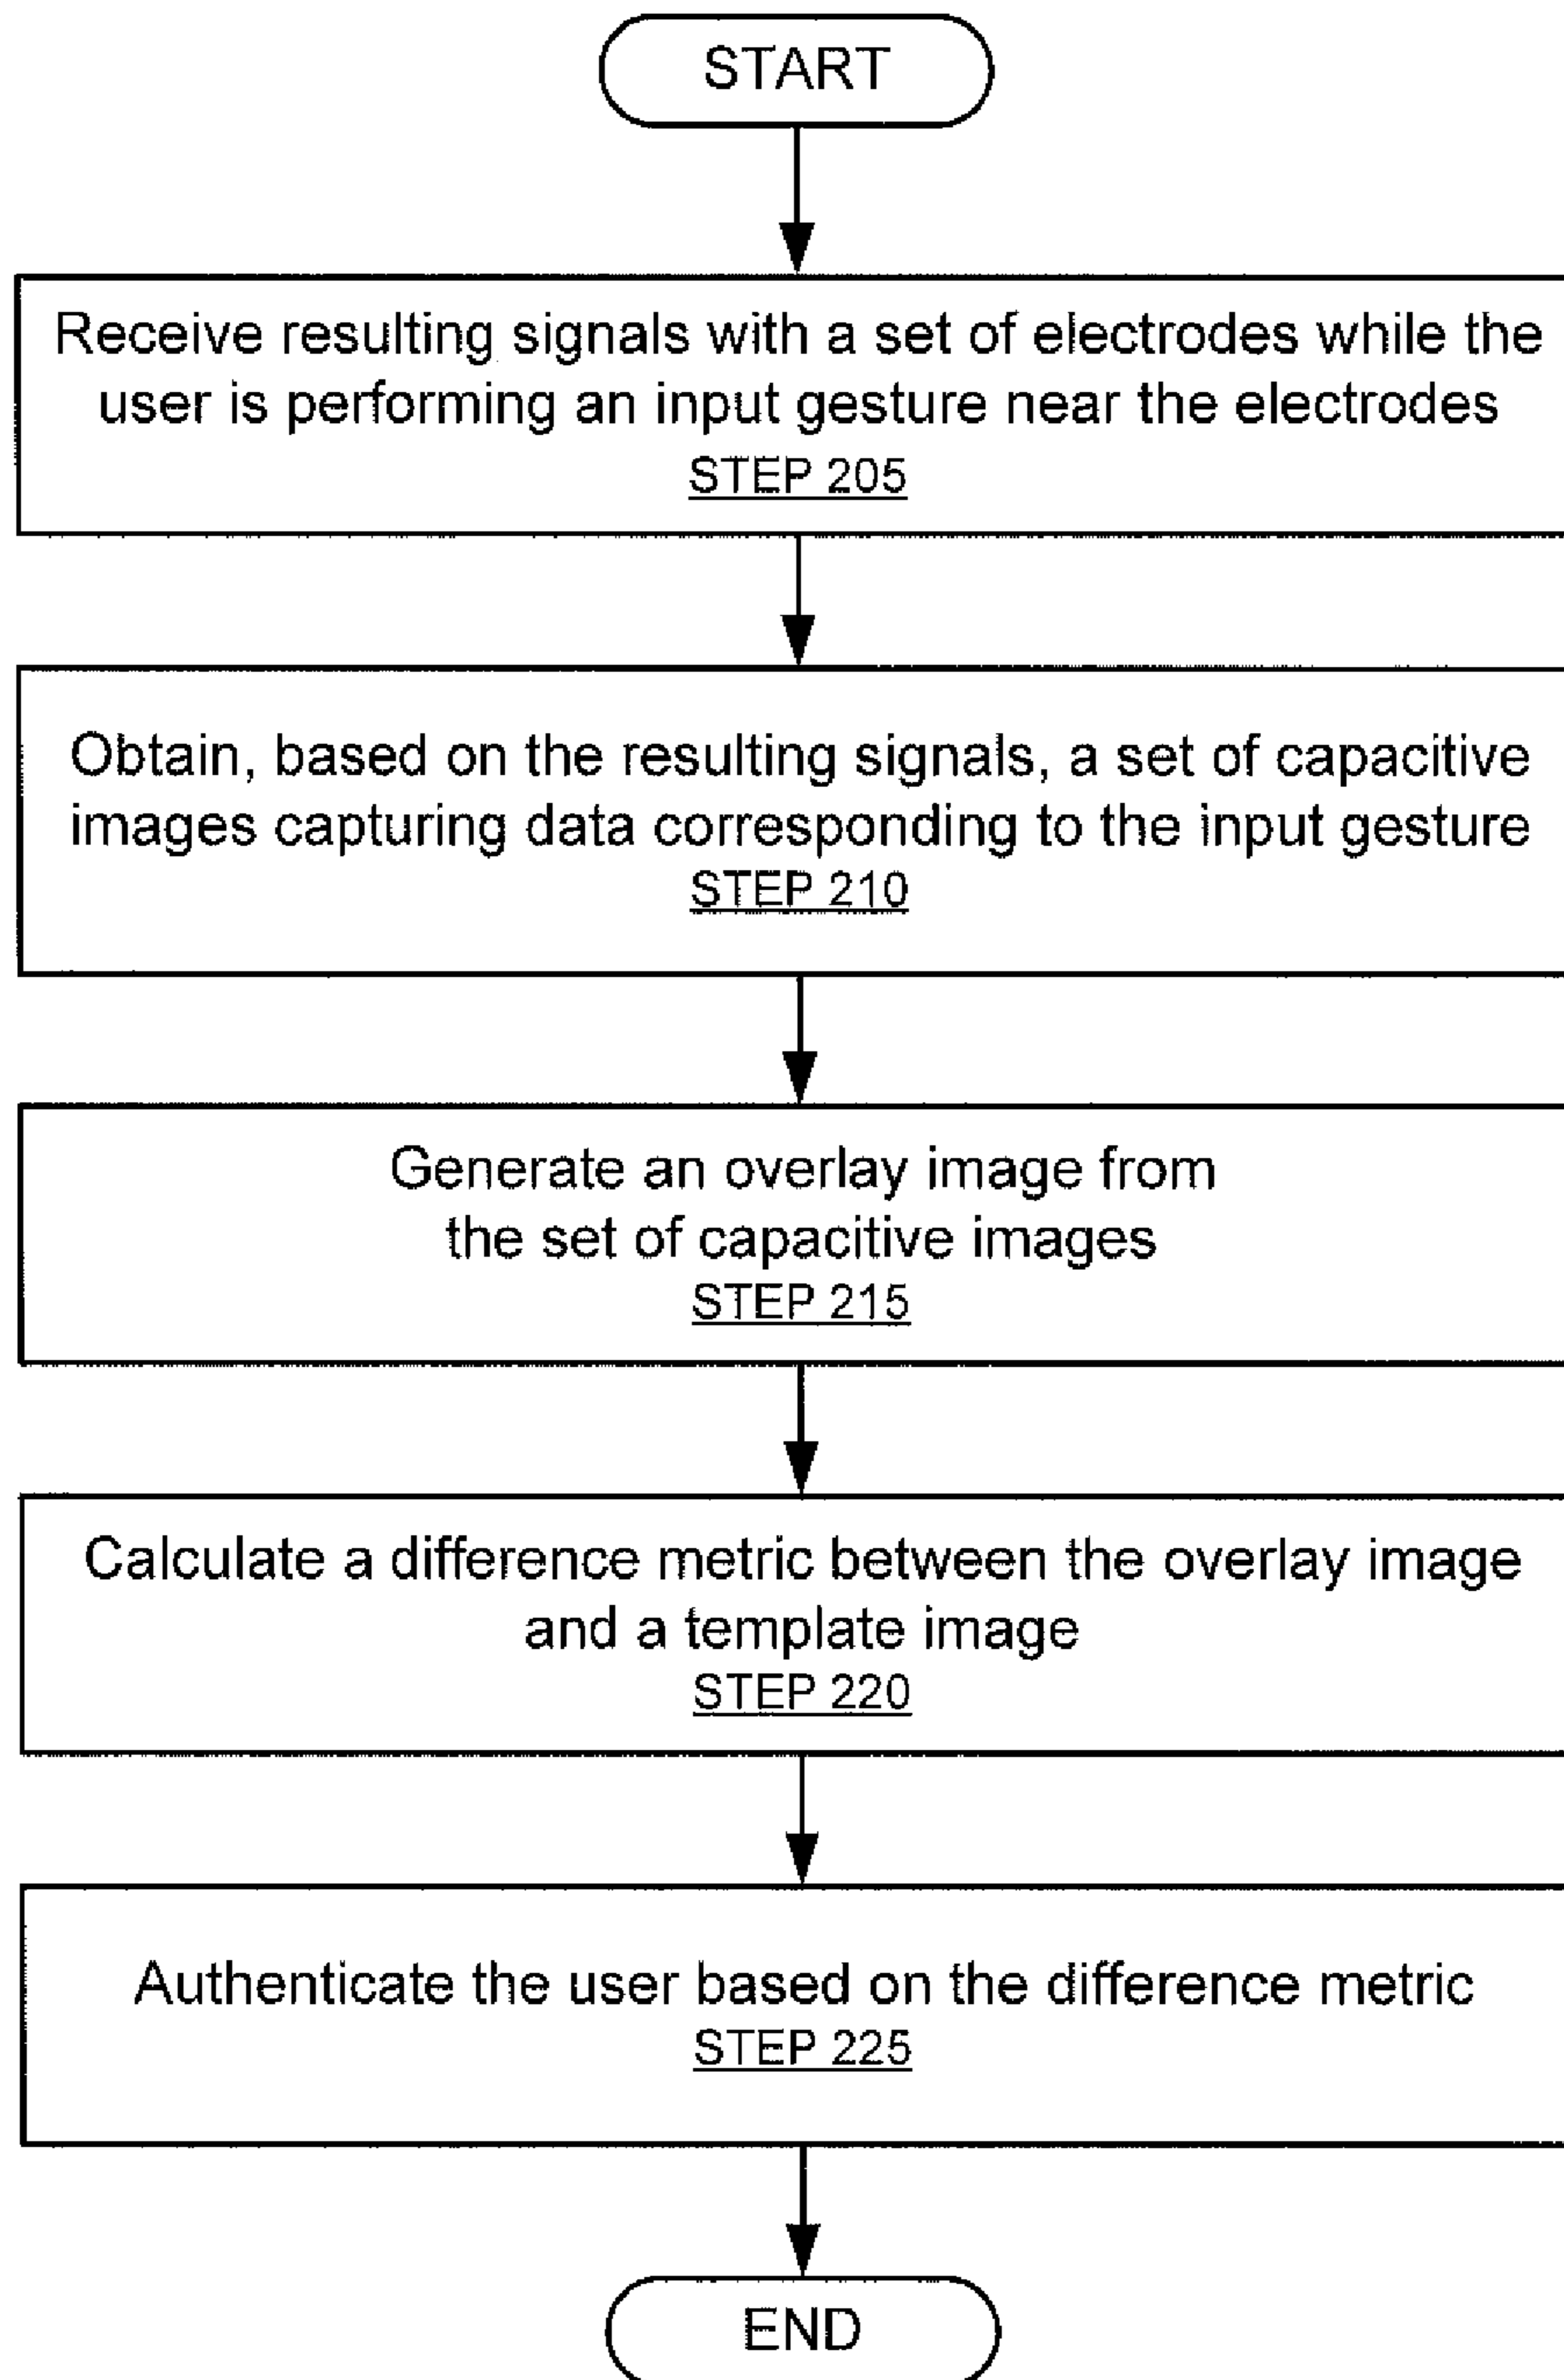 START
Receive resulting signals with a set of electrodes while the
user is performing an input gesture near the electrodes
STEP 205
Obtain, based on the resulting signals, a set of capacitive
images capturing data corresponding to the input gesture
STEP 210
Generate an overlay image from
the set of capacitive images
STEP 215
Calculate a difference metric between the overlay image
and a template image
STEP 220
Authenticate the user based on the difference metric
STEP 225
END